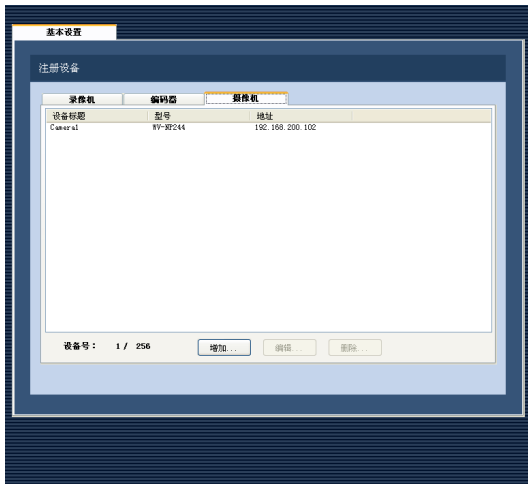 基本设置
注册设备
录像机 编码器 摄像机
设备标题 型号 地址
Camera1 WV-NP244 192.168.200.102
设备号： 1 / 256 增加... 编辑... 删除...